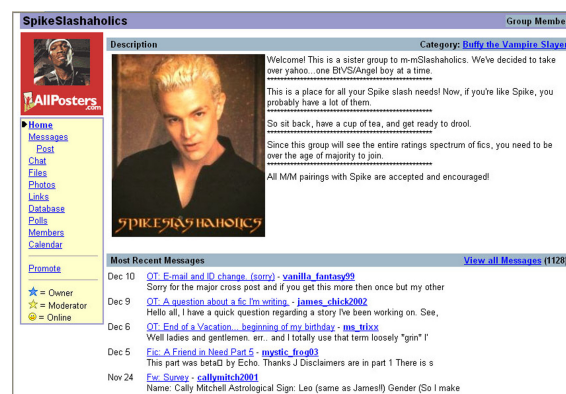 SpikeSlashaholics
Group Membe
Description
Category: Buffy the Vampire Slaye
Welcome! This is a sister group to m-mSlashaholics. We've decided to take
over yahoo...one BtVS/Angel boy at a time.
****************************************************
This is a place for all your Spike slash needs! Now, if you're like Spike, you
probably have a lot of them.
****************************************************
So sit back, have a cup of tea, and get ready to drool.
****************************************************
Since this group will see the entire ratings spectrum of fics, you need to be
over the age of majority to join.
****************************************************
All M/M pairings with Spike are accepted and encouraged!
SPIKESLASHAHOLICS
AllPosters
.com
Home
Messages
Post
Chat
Files
Photos
Links
Database
Polls
Members
Calendar
Promote
= Owner
= Moderator
= Online
Most Recent Messages
View all Messages (1128
Dec 10 OT: E-mail and ID change. (sorry) - vanilla_fantasy99
Sorry for the major cross post and if you get this more then once but my other
Dec 9 OT: A question about a fic I'm writing. - james_chick2002
Hello all, I have a quick question regarding a story I've been working on. See,
Dec 6 OT: End of a Vacation... beginning of my birthday - ms_trixx
Well ladies and gentlemen. err.. and I totally use that term loosely "grin" I'
Dec 5 Fic: A Friend in Need Part 5 - mystic_frog03
This part was beta□ by Echo. Thanks J Disclaimers are in part 1 There is s
Nov 24 Fw: Survey - callymitch2001
Name: Cally Mitchell Astrological Sign: Leo (same as James!!) Gender (So I make